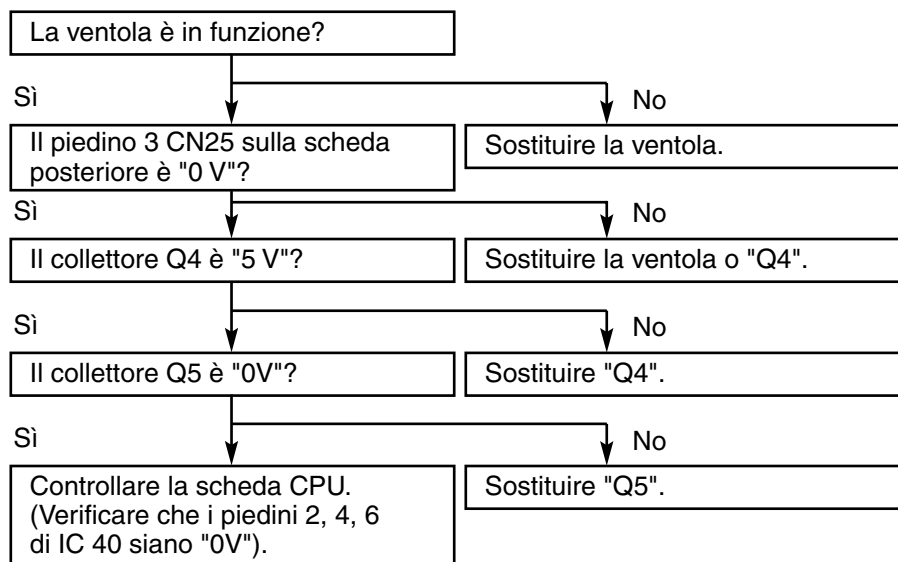 La ventola è in funzione?
Sì
No
Il piedino 3 CN25 sulla scheda
posteriore è "0 V"?
Sostituire la ventola.
Sì
No
Il collettore Q4 è "5 V"?
Sostituire la ventola o "Q4".
Sì
No
Il collettore Q5 è "0V"?
Sostituire "Q4".
Sì
No
Controllare la scheda CPU.
(Verificare che i piedini 2, 4, 6
di IC 40 siano "0V").
Sostituire "Q5".